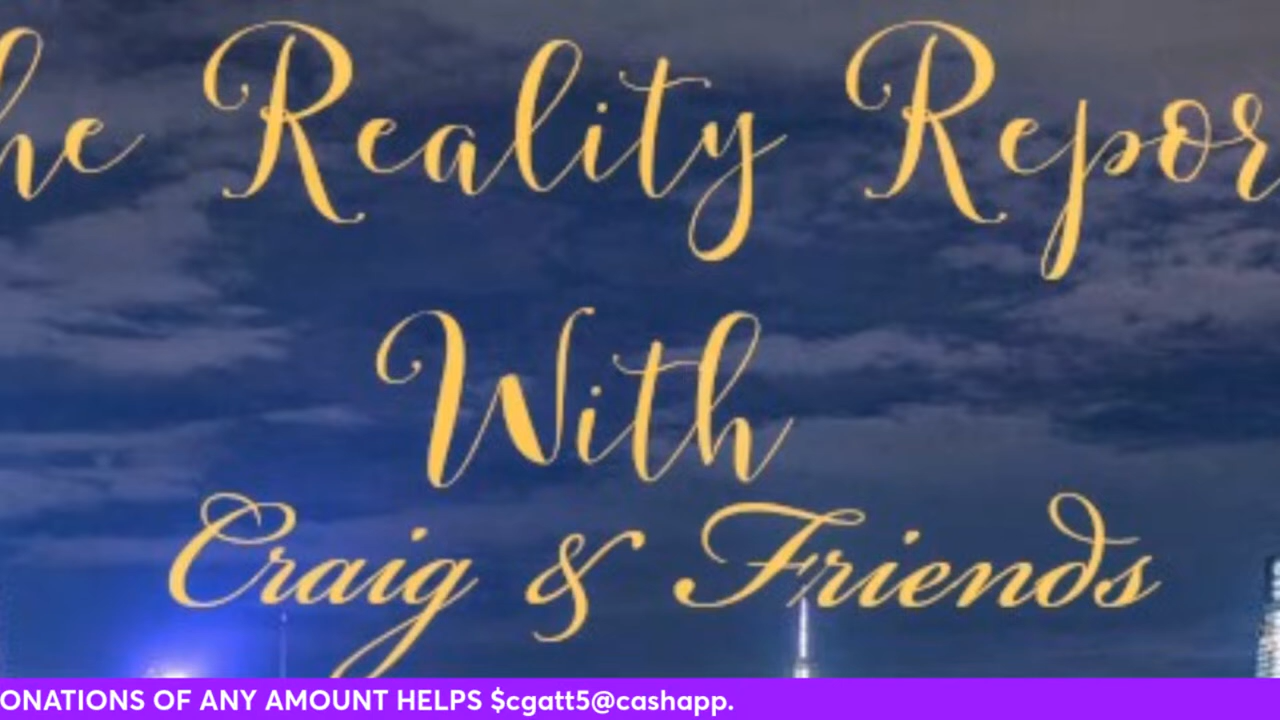 he Reality Repor
With
Craig & Friends
ONATIONS OF ANY AMOUNT HELPS $cgatt5@cashapp.